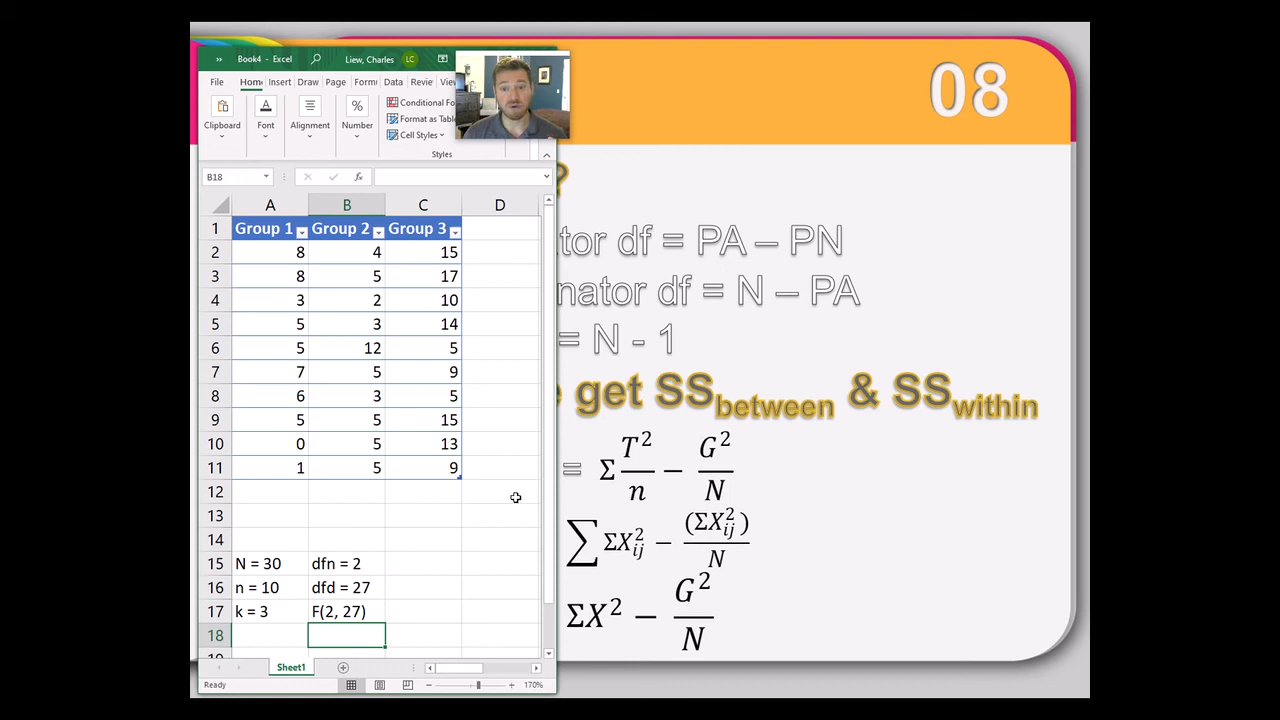 Book4 - Excel
Liew, Charles
LC
File Home Insert Draw Page Formu Data Review
Clipboard
Font
Alignment
Number
Conditional Fo
Format as Table
Cell Styles
Styles
B18
fx
A B C D
1 Group 1 Group 2 Group 3
2 8 4 15
3 8 5 17
4 3 2 10
5 5 3 14
6 5 12 5
7 7 5 9
8 6 3 5
9 5 5 15
10 0 5 13
11 1 5 9
12
13
14
15 N = 30 dfn = 2
16 n = 10 dfd = 27
17 k = 3 F(2, 27)
18
Sheet1
Ready
170%
08
?
tor df = PA – PN
nator df = N – PA
= N - 1
get SSbetween & SSwithin
= Σ T²/n − G²/N
∑ ΣX²ij − (ΣX²ij)/N
ΣX² − G²/N